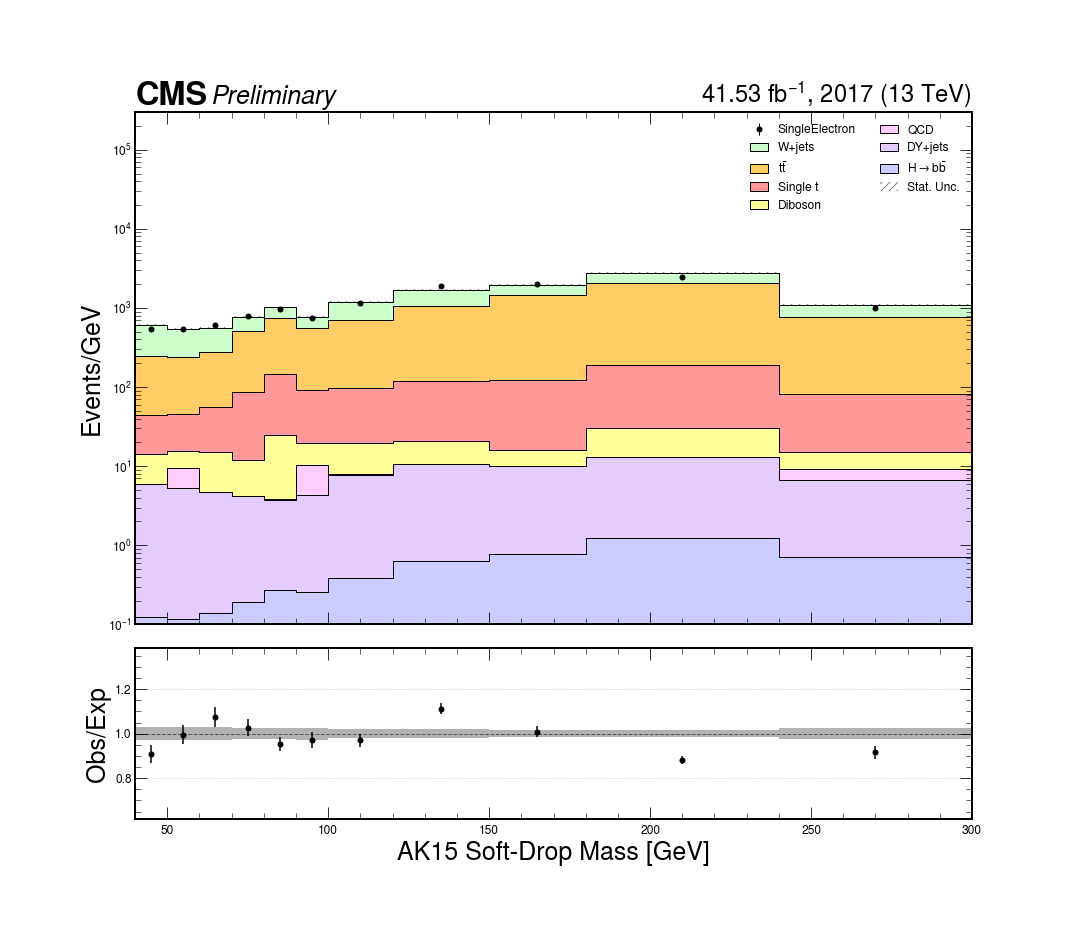 CMS Preliminary
41.53 fb⁻¹, 2017 (13 TeV)
SingleElectron
W+jets
tt̄
Single t
Diboson
QCD
DY+jets
H→bb̄
Stat. Unc.
Events/GeV
10⁵
10⁴
10³
10²
10¹
10⁰
10⁻¹
Obs/Exp
1.2
1.0
0.8
50 100 150 200 250 300
AK15 Soft-Drop Mass [GeV]